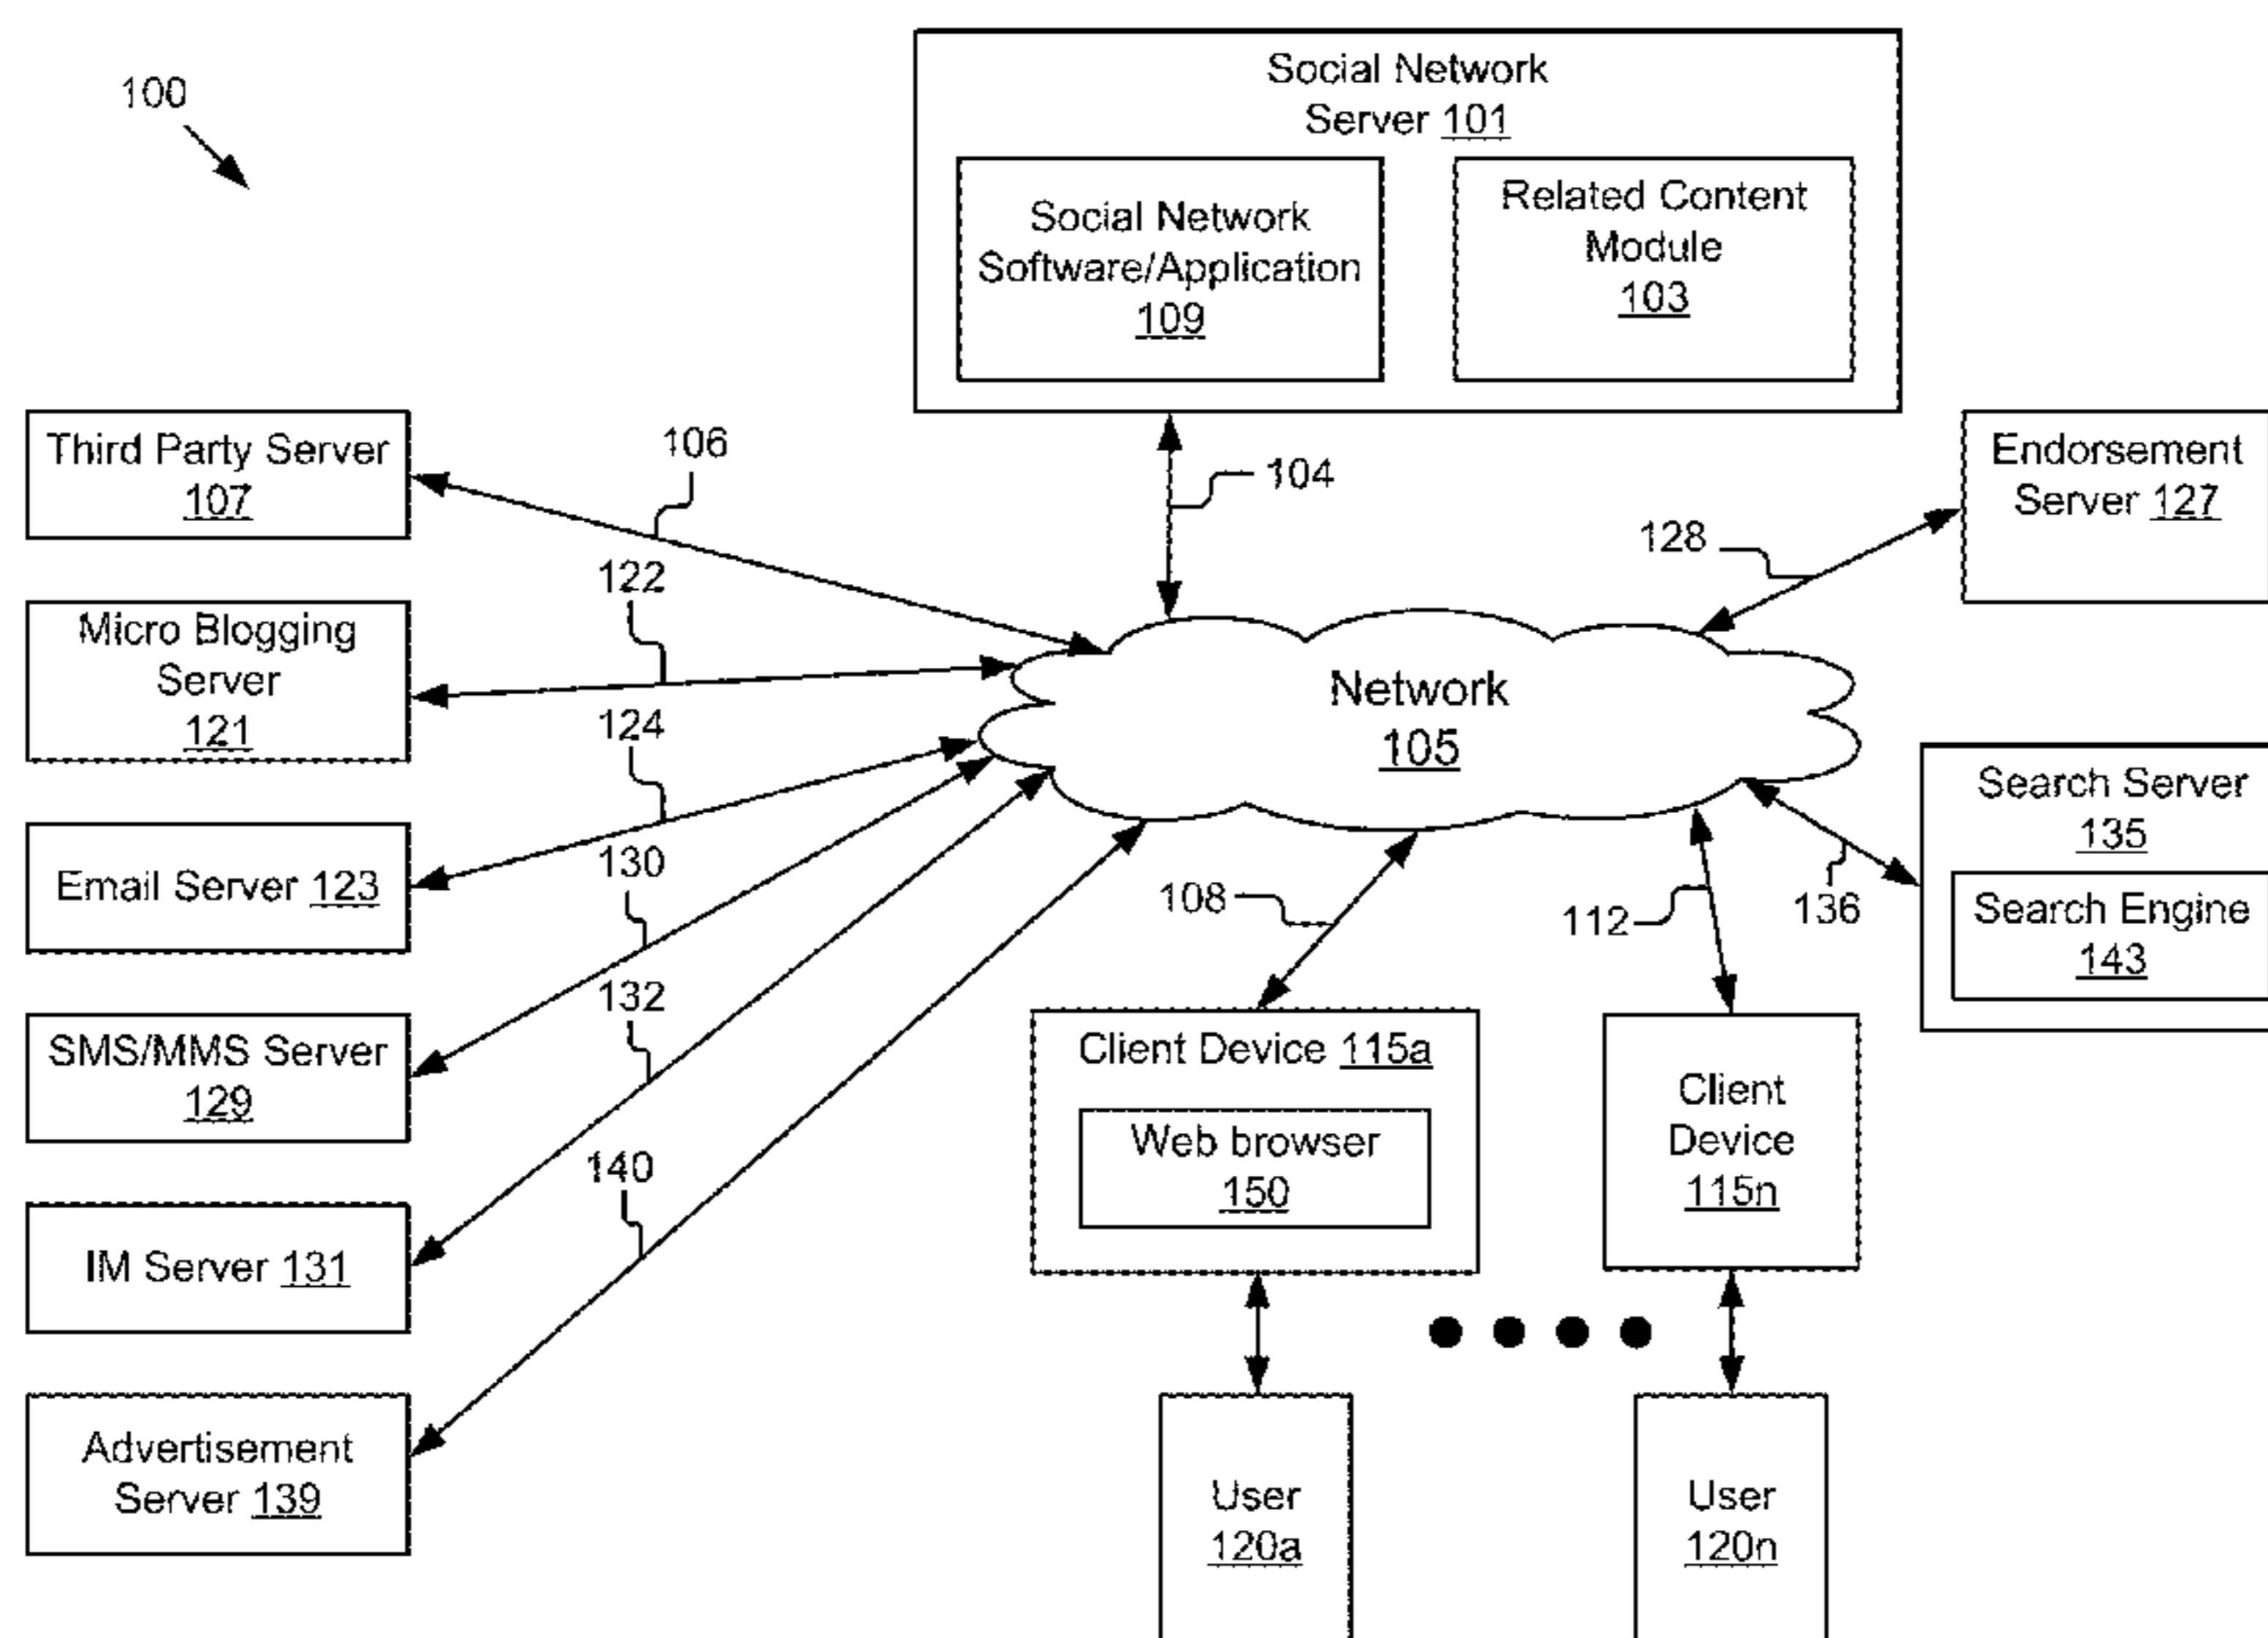 100
Social Network
Server 101
Social Network
Software/Application
109
Related Content
Module
103
Third Party Server
107
106
104
Endorsement
Server 127
128
122
Micro Blogging
Server
121
124
Network
105
Search Server
135
Search Engine
143
136
Email Server 123
130
108
112
SMS/MMS Server
129
132
Client Device 115a
Web browser
150
Client
Device
115n
IM Server 131
140
Advertisement
Server 139
User
120a
User
120n